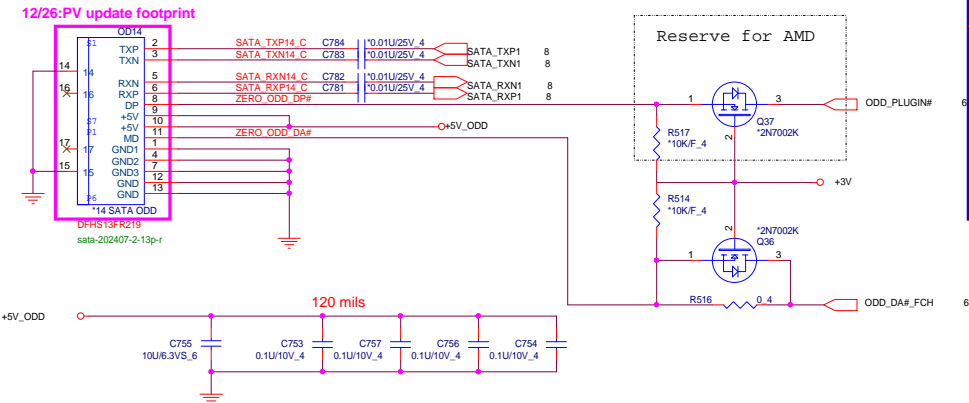 12/26:PV update footprint
OD14
S1
TXP 2 SATA_TXP14_C C784 *0.01U/25V_4 SATA_TXP1 8
TXN 3 SATA_TXN14_C C783 *0.01U/25V_4 SATA_TXN1 8
14 14
RXN 5 SATA_RXN14_C C782 *0.01U/25V_4 SATA_RXN1 8
16 16
RXP 6 SATA_RXP14_C C781 *0.01U/25V_4 SATA_RXP1 8
DP 8 ZERO_ODD_DP#
+5V 9
S7
+5V 10 +5V_ODD
P1
MD 11 ZERO_ODD_DA#
17 17
GND1 1
GND2 4
15 15
GND3 7
GND 12
GND 13
P6
*14 SATA ODD
DFHS13FR219
sata-202407-2-13p-r
Reserve for AMD
1 3 ODD_PLUGIN# 6
Q37
*2N7002K
2
R517
*10K/F_4
+3V
R514
*10K/F_4
2
*2N7002K
Q36
1 3
R516 0_4 ODD_DA#_FCH 6
120 mils
+5V_ODD
C755
10U/6.3VS_6
C753
0.1U/10V_4
C757
0.1U/10V_4
C756
0.1U/10V_4
C754
0.1U/10V_4